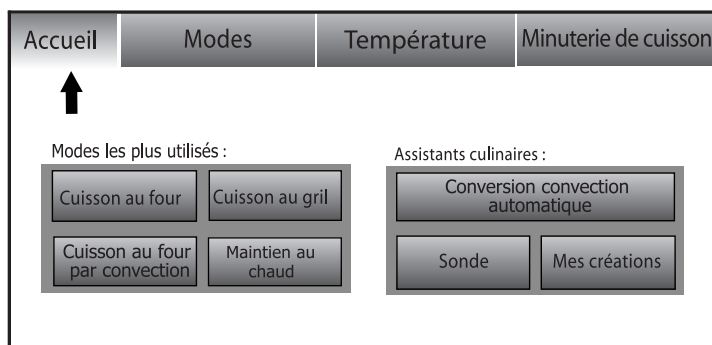 Accueil Modes Température Minuterie de cuisson
Modes les plus utilisés :
Cuisson au four Cuisson au gril
Cuisson au four
par convection
Maintien au
chaud
Assistants culinaires :
Conversion convection
automatique
Sonde Mes créations